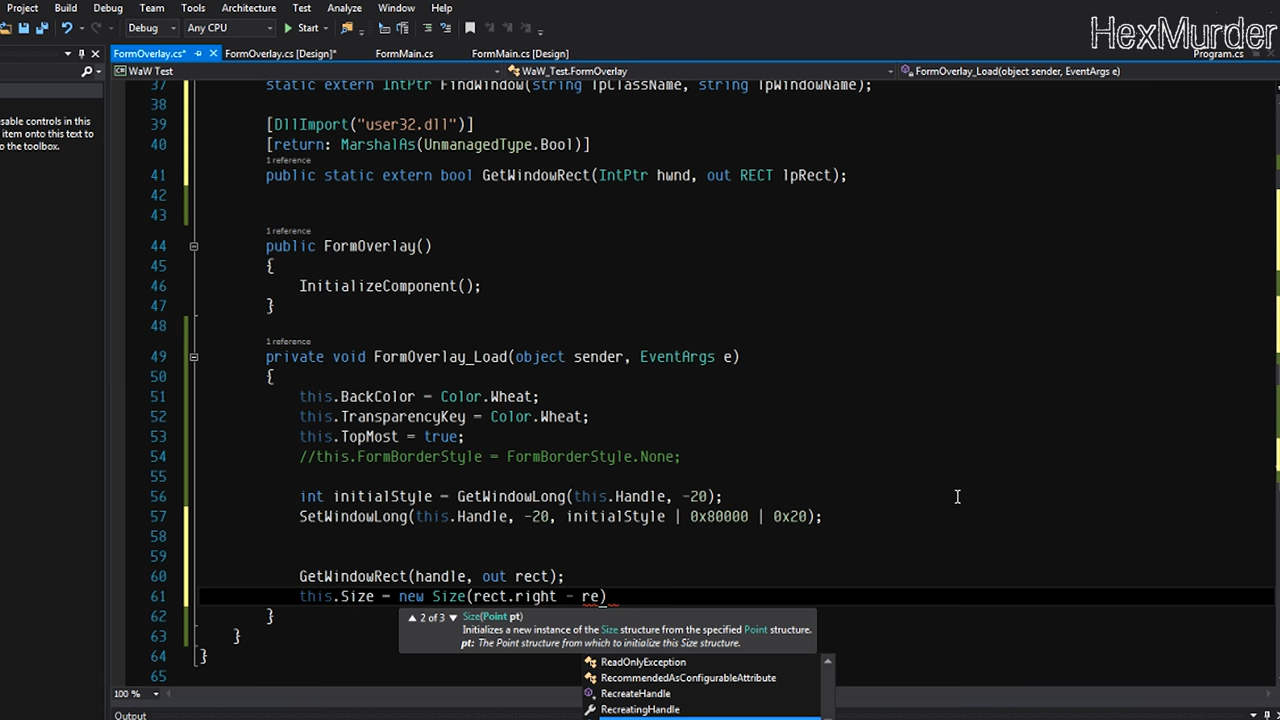 Project Build Debug Team Tools Architecture Test Analyze Window Help
HexMurder
Debug Any CPU Start
FormOverlay.cs* FormOverlay.cs [Design]* FormMain.cs FormMain.cs [Design] Program.cs
WaW Test WaW_Test.FormOverlay FormOverlay_Load(object sender, EventArgs e)
37 static extern IntPtr FindWindow(string lpClassName, string lpWindowName);
38
sable controls in this
39 [DllImport("user32.dll")]
item onto this text to
o the toolbox.
40 [return: MarshalAs(UnmanagedType.Bool)]
1 reference
41 public static extern bool GetWindowRect(IntPtr hwnd, out RECT lpRect);
42
43
1 reference
44 public FormOverlay()
45 {
46 InitializeComponent();
47 }
48
1 reference
49 private void FormOverlay_Load(object sender, EventArgs e)
50 {
51 this.BackColor = Color.Wheat;
52 this.TransparencyKey = Color.Wheat;
53 this.TopMost = true;
54 //this.FormBorderStyle = FormBorderStyle.None;
55
56 int initialStyle = GetWindowLong(this.Handle, -20);
57 SetWindowLong(this.Handle, -20, initialStyle | 0x80000 | 0x20);
58
59
60 GetWindowRect(handle, out rect);
61 this.Size = new Size(rect.right - re)
62 }
▲ 2 of 3 ▼ Size(Point pt)
Initializes a new instance of the Size structure from the specified Point structure.
63 }
pt: The Point structure from which to initialize this Size structure.
64 }
ReadOnlyException
65
RecommendedAsConfigurableAttribute
100 %
RecreateHandle
RecreatingHandle
Output